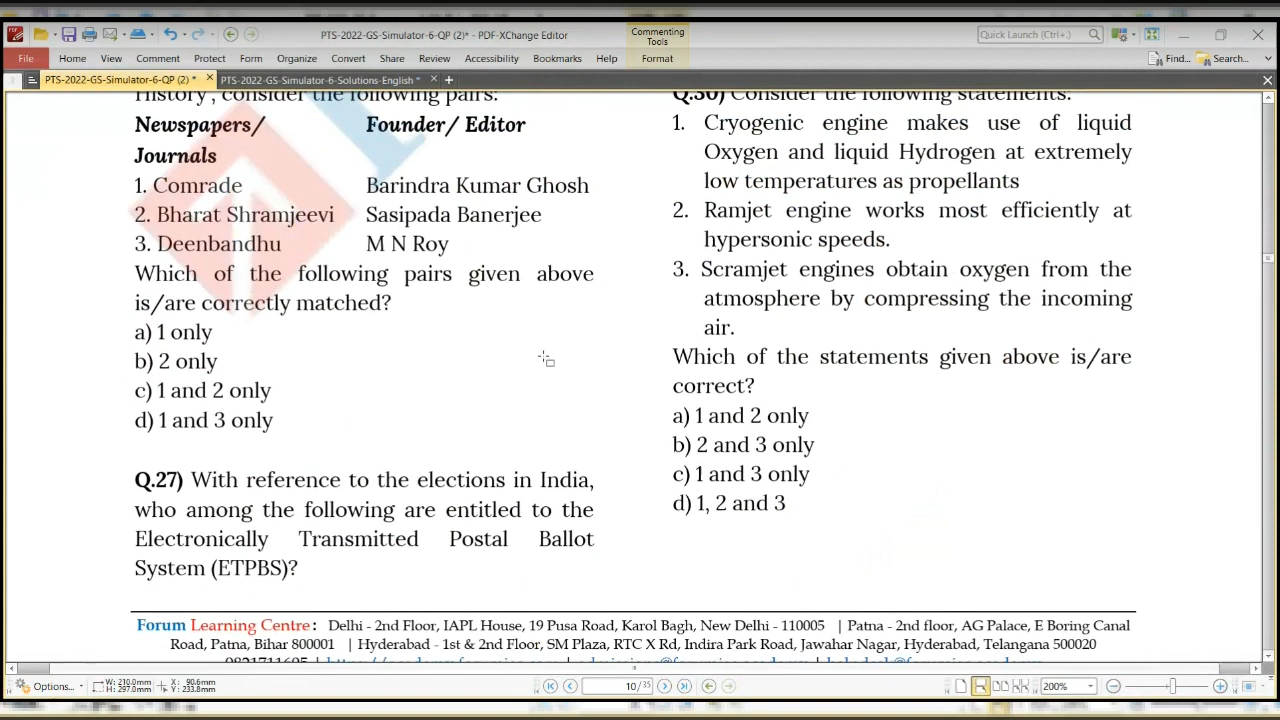 PTS-2022-GS-Simulator-6-QP (2)* - PDF-XChange Editor
Commenting Tools
Quick Launch (Ctrl+.)
File Home View Comment Protect Form Organize Convert Share Review Accessibility Bookmarks Help Format
Find... Search...
PTS-2022-GS-Simulator-6-QP (2) * PTS-2022-GS-Simulator-6-Solutions-English *
History', consider the following pairs:
Newspapers/ Founder/ Editor
Journals
1. Comrade Barindra Kumar Ghosh
2. Bharat Shramjeevi Sasipada Banerjee
3. Deenbandhu M N Roy
Which of the following pairs given above
is/are correctly matched?
a) 1 only
b) 2 only
c) 1 and 2 only
d) 1 and 3 only
Q.27) With reference to the elections in India,
who among the following are entitled to the
Electronically Transmitted Postal Ballot
System (ETPBS)?
Q.30) Consider the following statements:
1. Cryogenic engine makes use of liquid
Oxygen and liquid Hydrogen at extremely
low temperatures as propellants
2. Ramjet engine works most efficiently at
hypersonic speeds.
3. Scramjet engines obtain oxygen from the
atmosphere by compressing the incoming
air.
Which of the statements given above is/are
correct?
a) 1 and 2 only
b) 2 and 3 only
c) 1 and 3 only
d) 1, 2 and 3
Forum Learning Centre: Delhi - 2nd Floor, IAPL House, 19 Pusa Road, Karol Bagh, New Delhi - 110005 | Patna - 2nd floor, AG Palace, E Boring Canal
Road, Patna, Bihar 800001 | Hyderabad - 1st & 2nd Floor, SM Plaza, RTC X Rd, Indira Park Road, Jawahar Nagar, Hyderabad, Telangana 500020
Options... W: 210.0mm H: 297.0mm X: 90.6mm Y: 233.8mm 10/35 200%